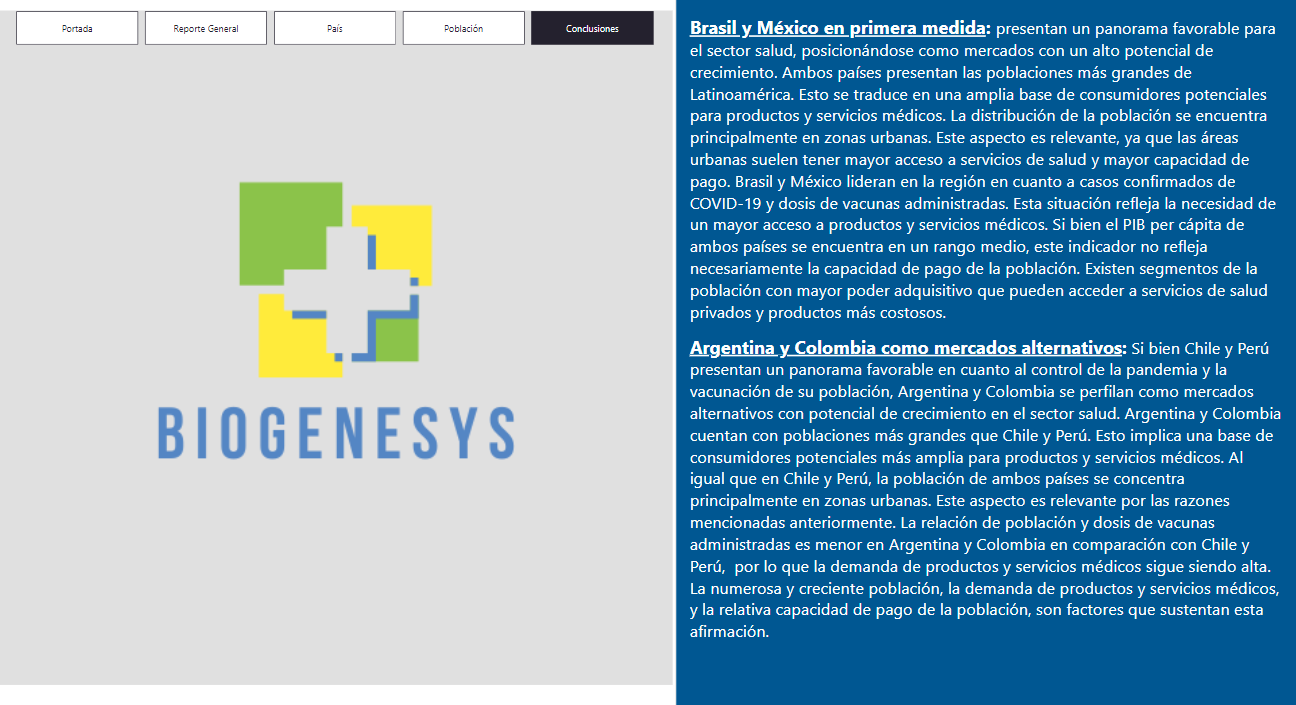 Portada
Reporte General
País
Población
Conclusiones
BIOGENESYS
Brasil y México en primera medida: presentan un panorama favorable para
el sector salud, posicionándose como mercados con un alto potencial de
crecimiento. Ambos países presentan las poblaciones más grandes de
Latinoamérica. Esto se traduce en una amplia base de consumidores potenciales
para productos y servicios médicos. La distribución de la población se encuentra
principalmente en zonas urbanas. Este aspecto es relevante, ya que las áreas
urbanas suelen tener mayor acceso a servicios de salud y mayor capacidad de
pago. Brasil y México lideran en la región en cuanto a casos confirmados de
COVID-19 y dosis de vacunas administradas. Esta situación refleja la necesidad de
un mayor acceso a productos y servicios médicos. Si bien el PIB per cápita de
ambos países se encuentra en un rango medio, este indicador no refleja
necesariamente la capacidad de pago de la población. Existen segmentos de la
población con mayor poder adquisitivo que pueden acceder a servicios de salud
privados y productos más costosos.
Argentina y Colombia como mercados alternativos: Si bien Chile y Perú
presentan un panorama favorable en cuanto al control de la pandemia y la
vacunación de su población, Argentina y Colombia se perfilan como mercados
alternativos con potencial de crecimiento en el sector salud. Argentina y Colombia
cuentan con poblaciones más grandes que Chile y Perú. Esto implica una base de
consumidores potenciales más amplia para productos y servicios médicos. Al
igual que en Chile y Perú, la población de ambos países se concentra
principalmente en zonas urbanas. Este aspecto es relevante por las razones
mencionadas anteriormente. La relación de población y dosis de vacunas
administradas es menor en Argentina y Colombia en comparación con Chile y
Perú,  por lo que la demanda de productos y servicios médicos sigue siendo alta.
La numerosa y creciente población, la demanda de productos y servicios médicos,
y la relativa capacidad de pago de la población, son factores que sustentan esta
afirmación.